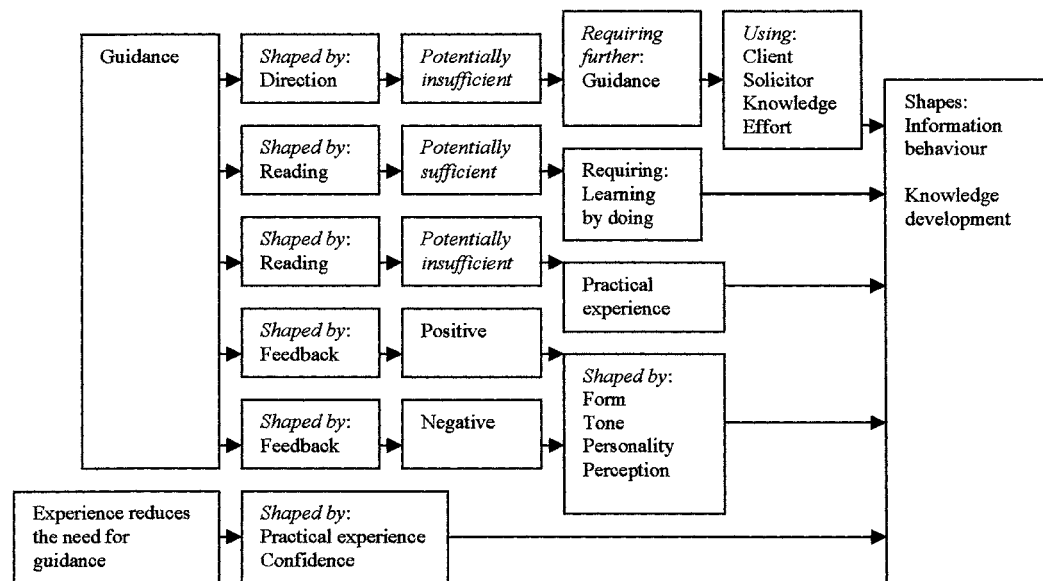 Guidance
Shaped by:
Direction
Potentially
insufficient
Requiring
further:
Guidance
Using:
Client
Solicitor
Knowledge
Effort
Shapes:
Information
behaviour
Knowledge
development
Shaped by:
Reading
Potentially
sufficient
Requiring:
Learning
by doing
Shaped by:
Reading
Potentially
insufficient
Practical
experience
Shaped by:
Feedback
Positive
Shaped by:
Form
Tone
Personality
Perception
Shaped by:
Feedback
Negative
Experience reduces
the need for
guidance
Shaped by:
Practical experience
Confidence